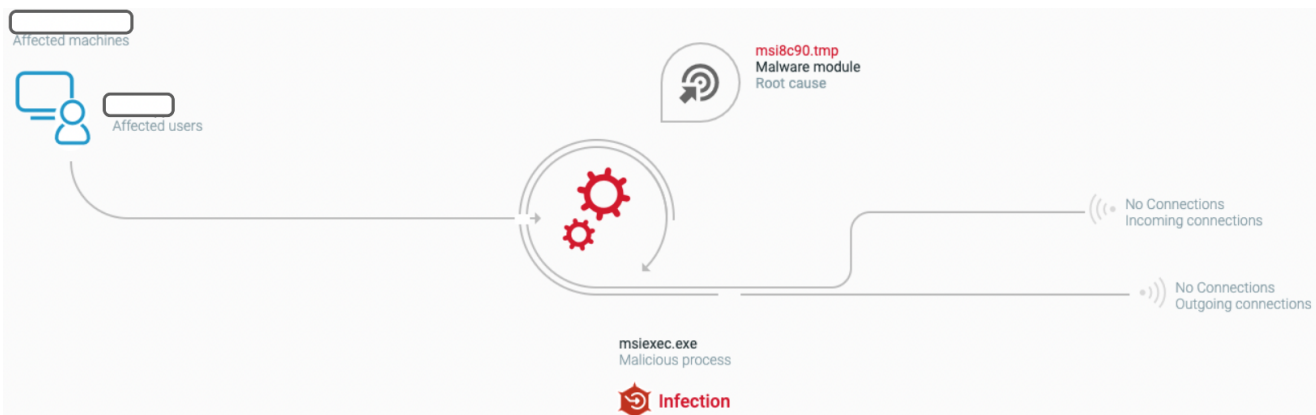 Affected machines
Affected users
msi8c90.tmp
Malware module
Root cause
No Connections
Incoming connections
No Connections
Outgoing connections
msiexec.exe
Malicious process
Infection